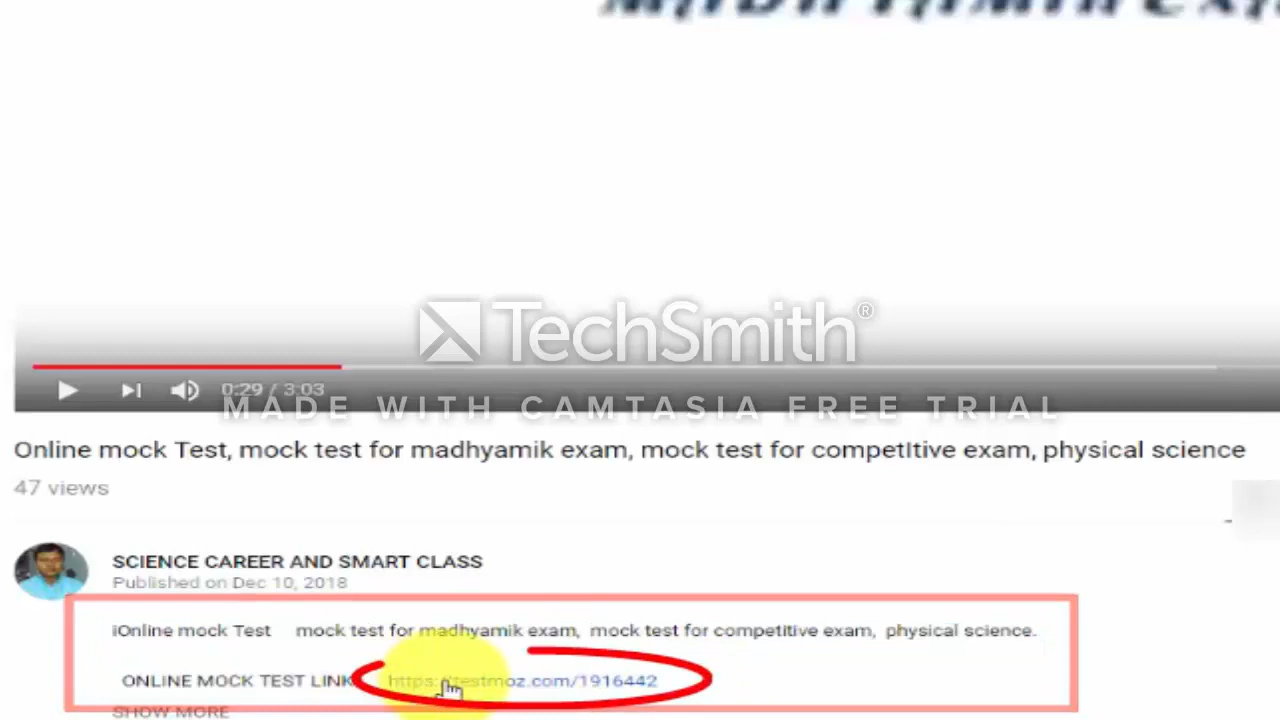 TechSmith®
0:29 / 3:03
MADE WITH CAMTASIA FREE TRIAL
Online mock Test, mock test for madhyamik exam, mock test for competItive exam, physical science
47 views
SCIENCE CAREER AND SMART CLASS
Published on Dec 10, 2018
iOnline mock Test mock test for madhyamik exam, mock test for competitive exam, physical science.
ONLINE MOCK TEST LINK https://testmoz.com/1916442
SHOW MORE